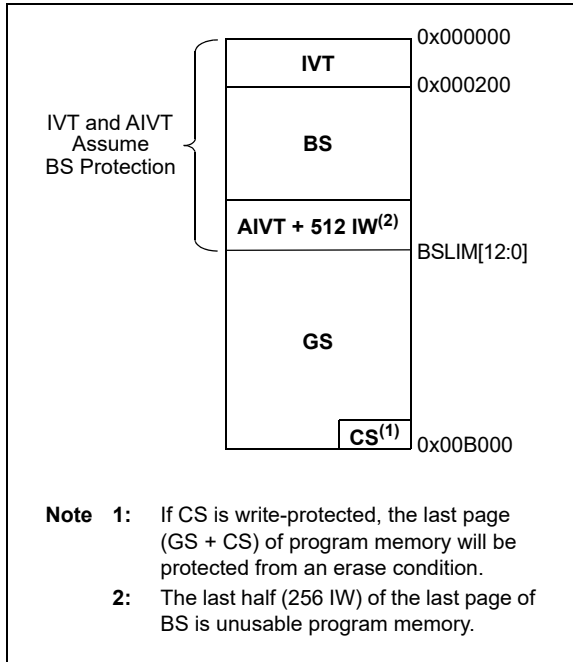 0x000000
IVT
0x000200
IVT and AIVT
Assume
BS Protection
BS
AIVT + 512 IW(2)
BSLIM[12:0]
GS
CS(1)
0x00B000
Note 1: If CS is write-protected, the last page
(GS + CS) of program memory will be
protected from an erase condition.
2: The last half (256 IW) of the last page of
BS is unusable program memory.